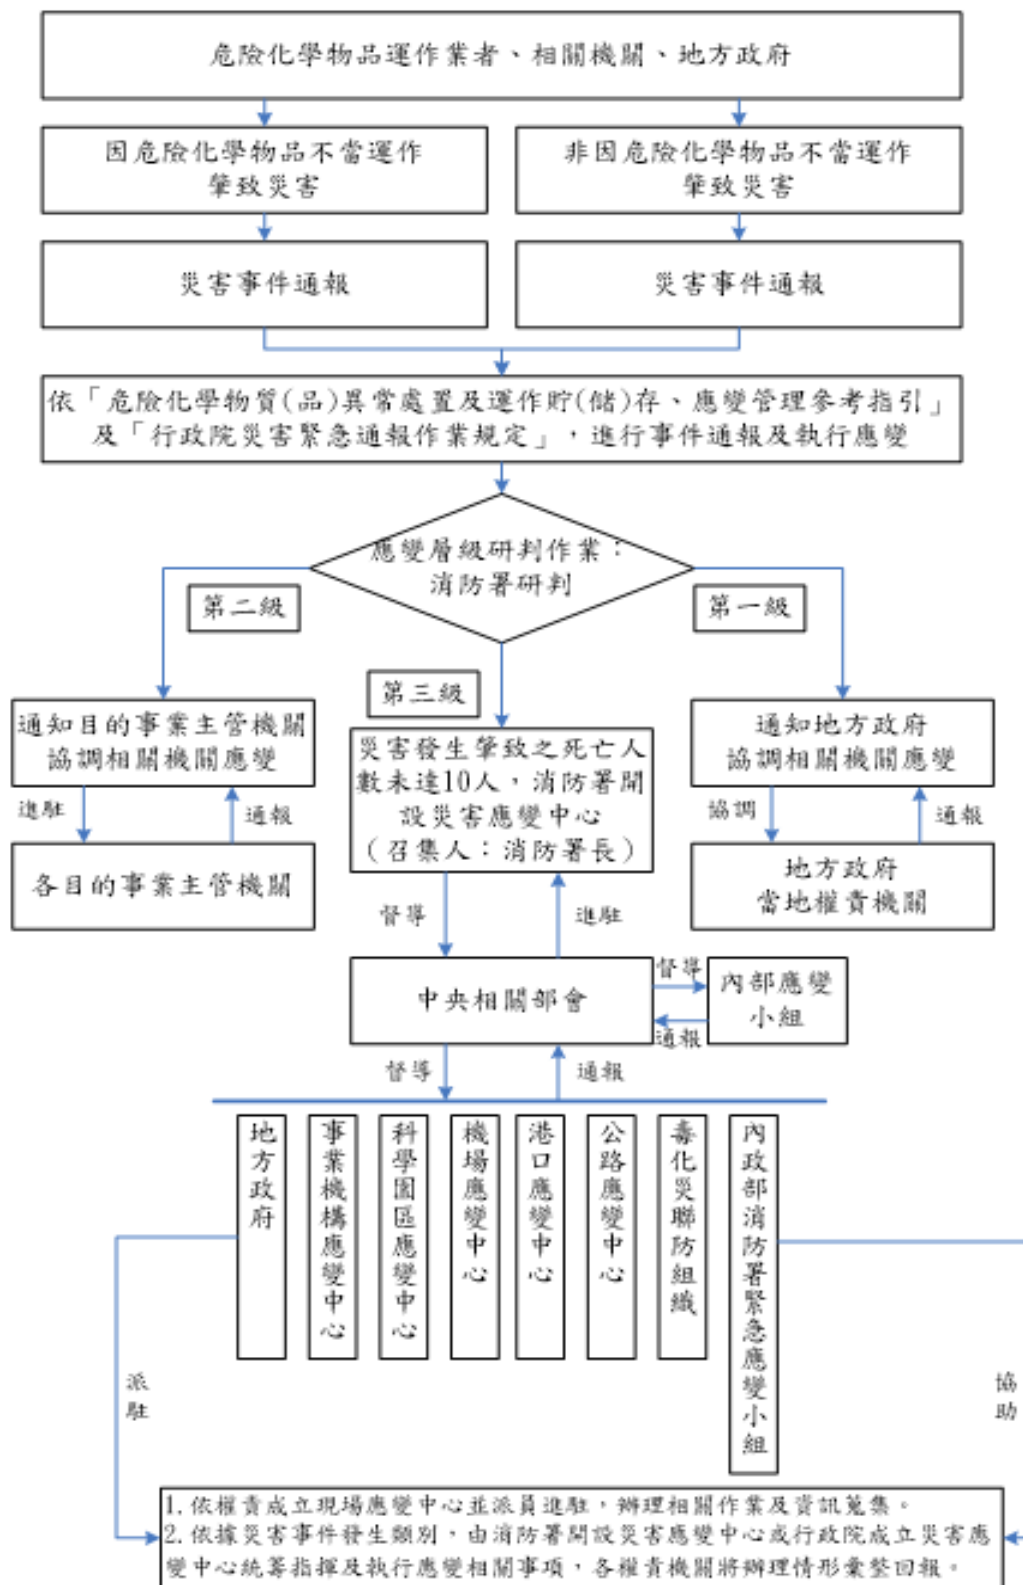 危險化學物品運作業者、相關機關、地方政府
因危險化學物品不當運作
肇致災害
非因危險化學物品不當運作
肇致災害
災害事件通報
災害事件通報
依「危險化學物質(品)異常處置及運作貯(儲)存、應變管理參考指引」
及「行政院災害緊急通報作業規定」，進行事件通報及執行應變
應變層級研判作業：
消防署研判
第二級
第一級
第三級
通知目的事業主管機關
協調相關機關應變
災害發生肇致之死亡人
數未達10人，消防署開
設災害應變中心
（召集人：消防署長）
通知地方政府
協調相關機關應變
進駐
通報
協調
通報
各目的事業主管機關
地方政府
當地權責機關
督導
進駐
中央相關部會
督導
通報
內部應變
小組
督導
通報
地方政府
事業機構應變中心
科學園區應變中心
機場應變中心
港口應變中心
公路應變中心
毒化災聯防組織
內政部消防署緊急應變小組
派駐
協助
1.依權責成立現場應變中心並派員進駐，辦理相關作業及資訊蒐集。
2.依據災害事件發生類別，由消防署開設災害應變中心或行政院成立災害應
變中心統籌指揮及執行應變相關事項，各權責機關將辦理情形彙整回報。